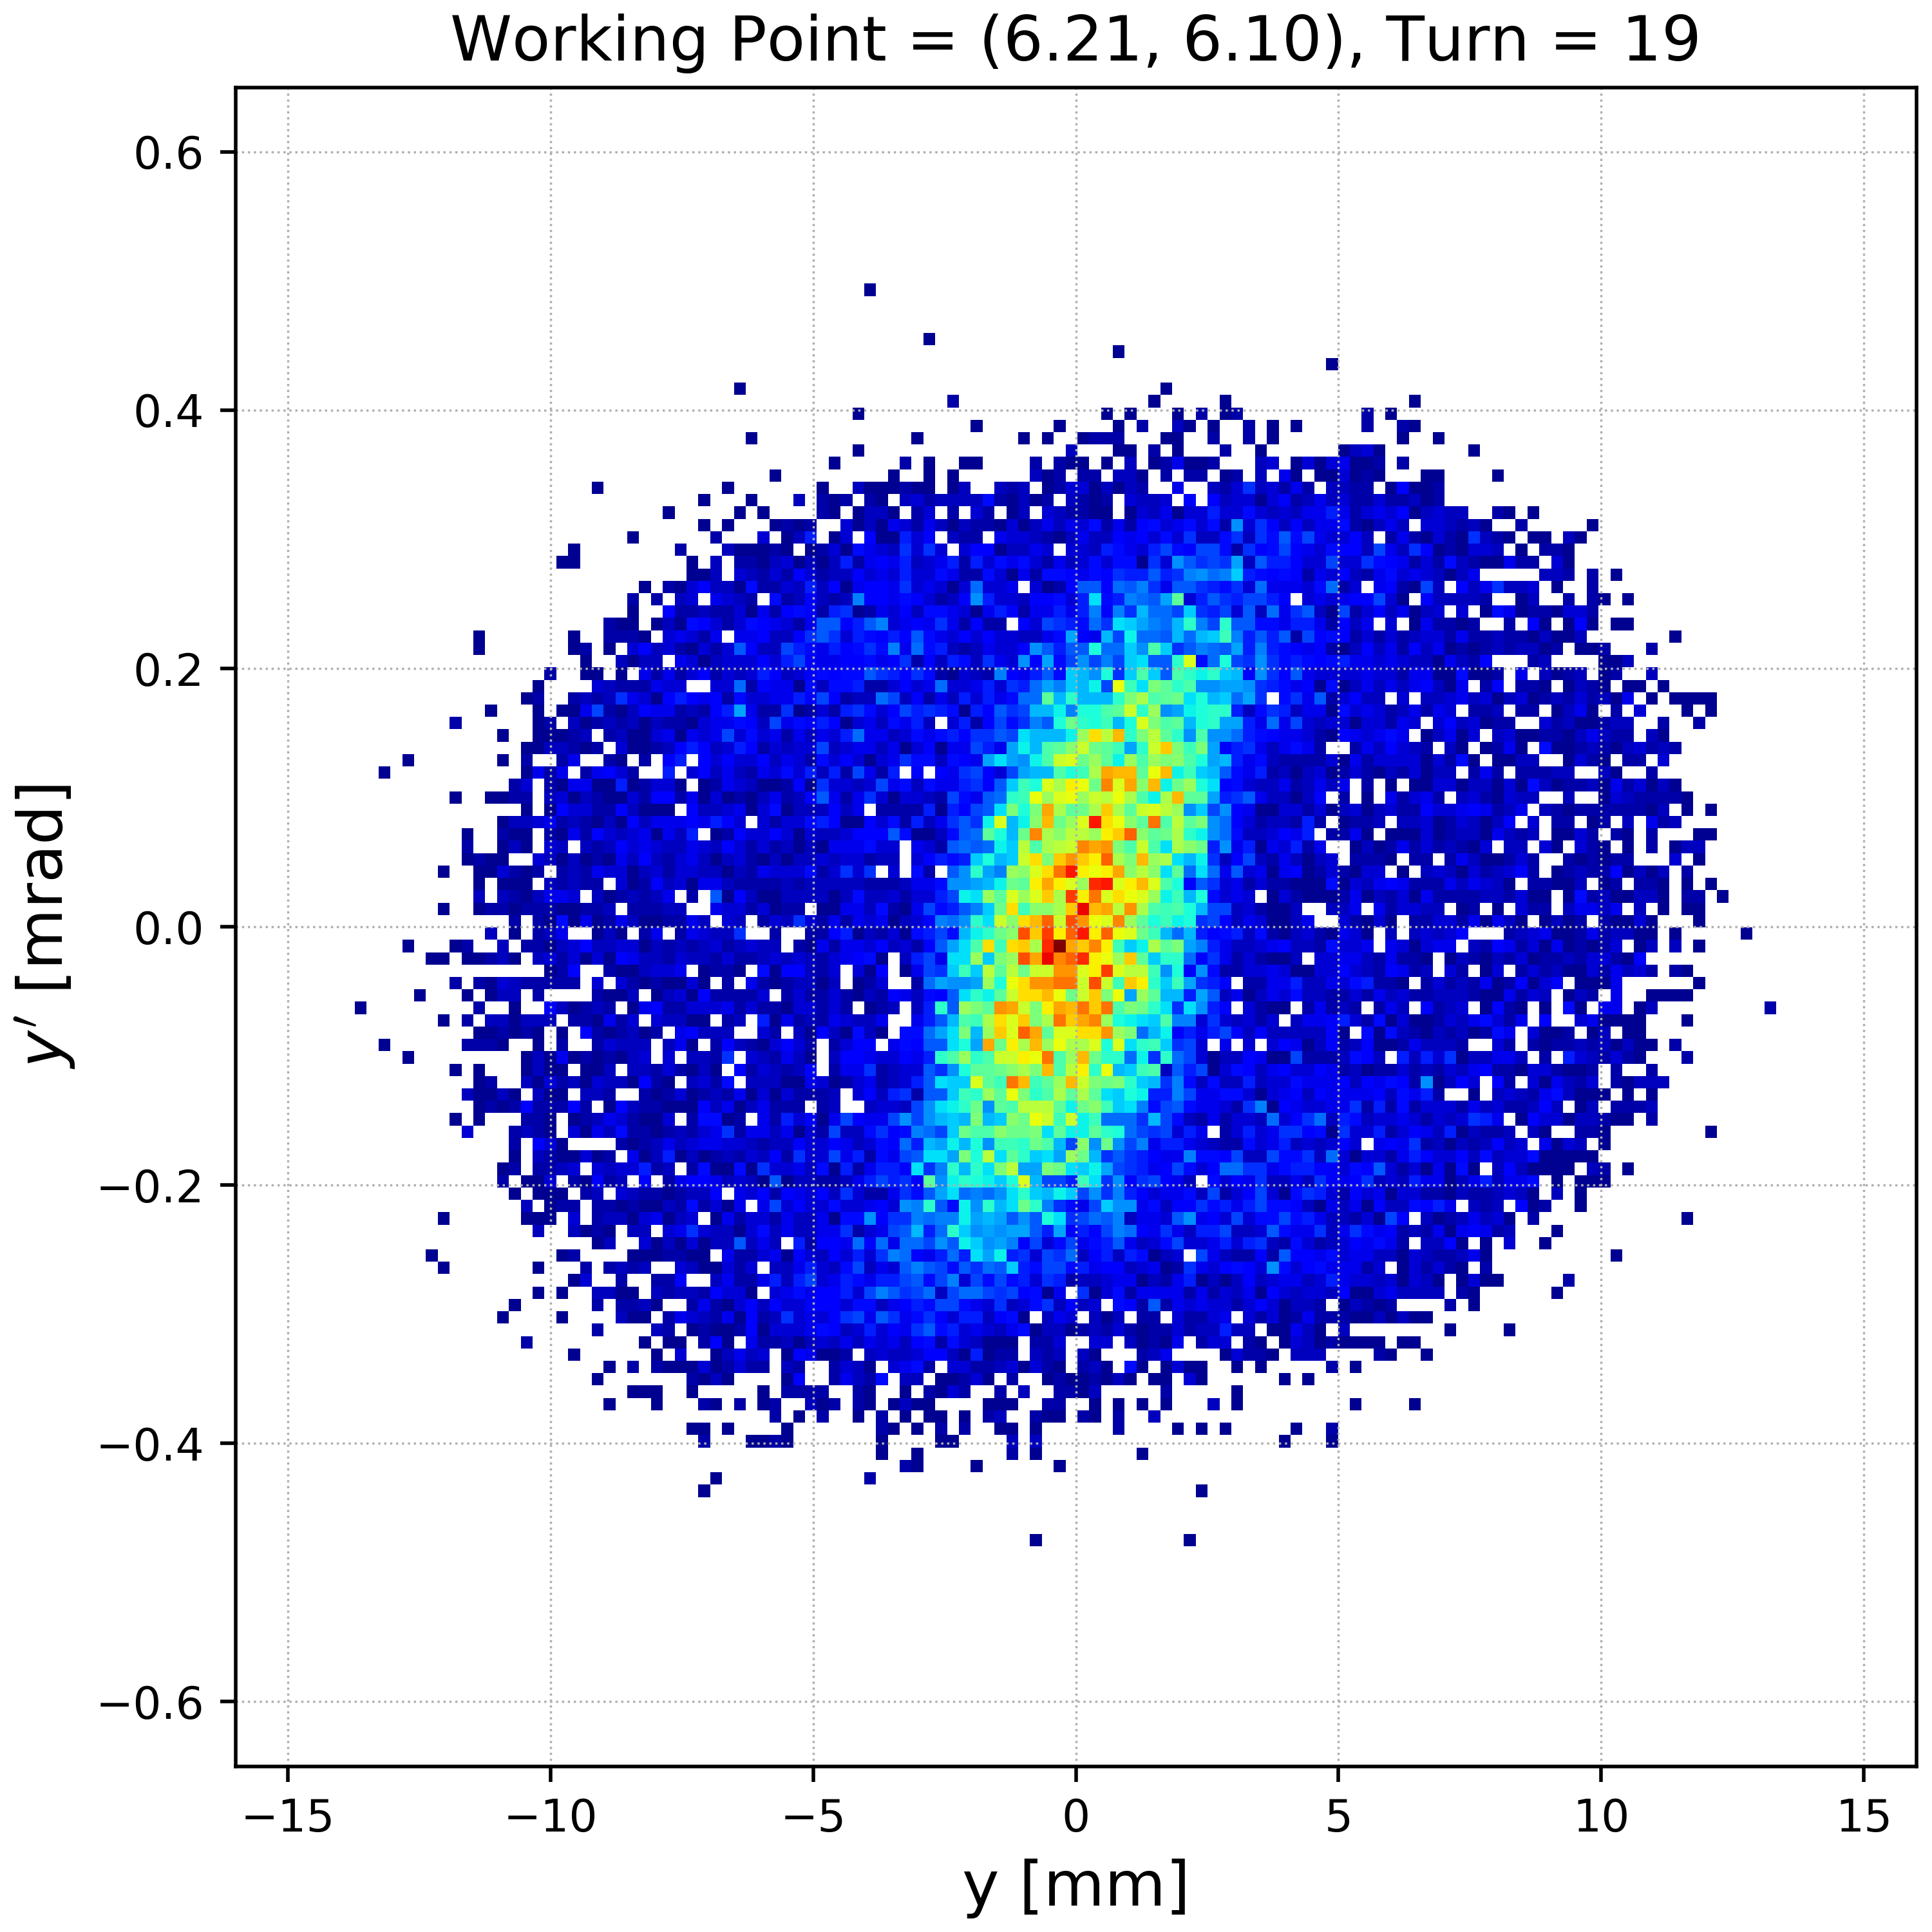 Working Point = (6.21, 6.10), Turn = 19
0.6
0.4
0.2
0.0
−0.2
−0.4
−0.6
y′ [mrad]
−15 −10 −5 0 5 10 15
y [mm]